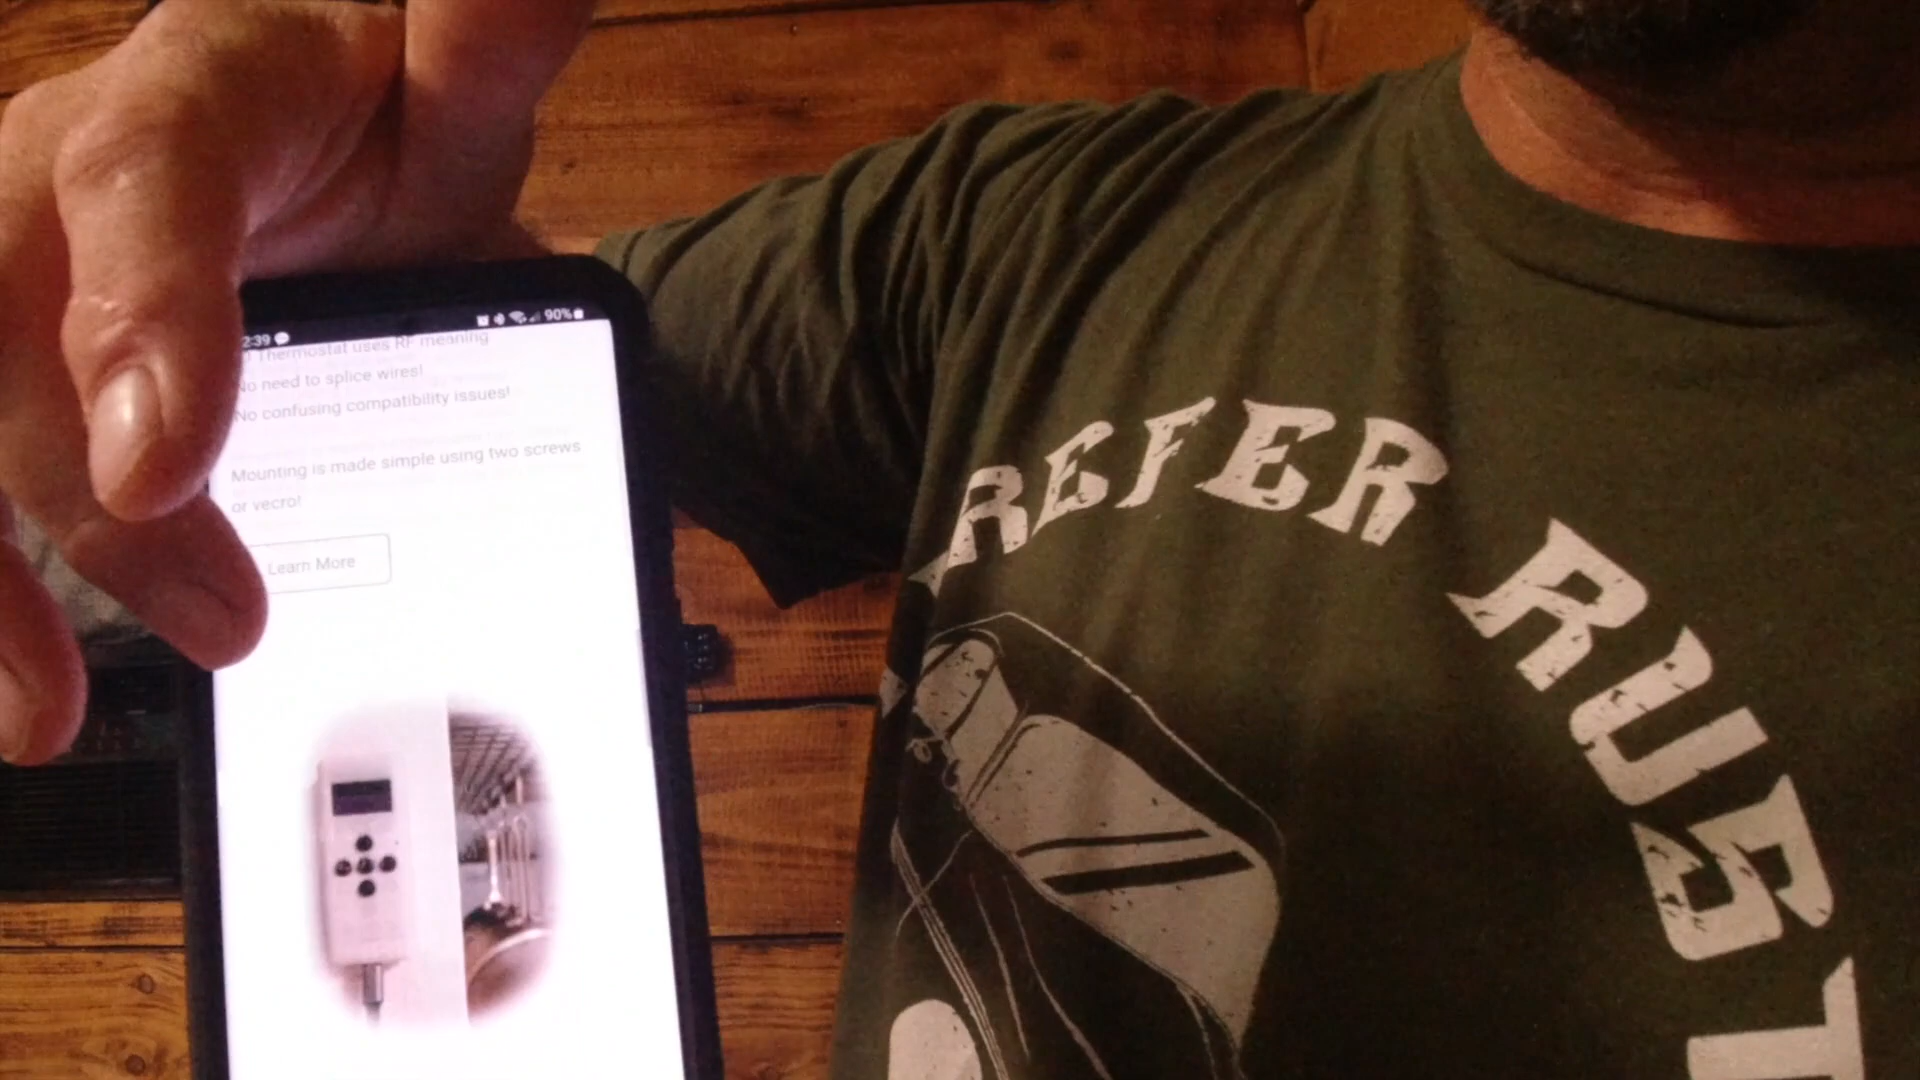 2:39 90%
Thermostat uses RF meaning
No need to splice wires!
No confusing compatibility issues!
Mounting is made simple using two screws
or vecro!
Learn More
REFER RUST